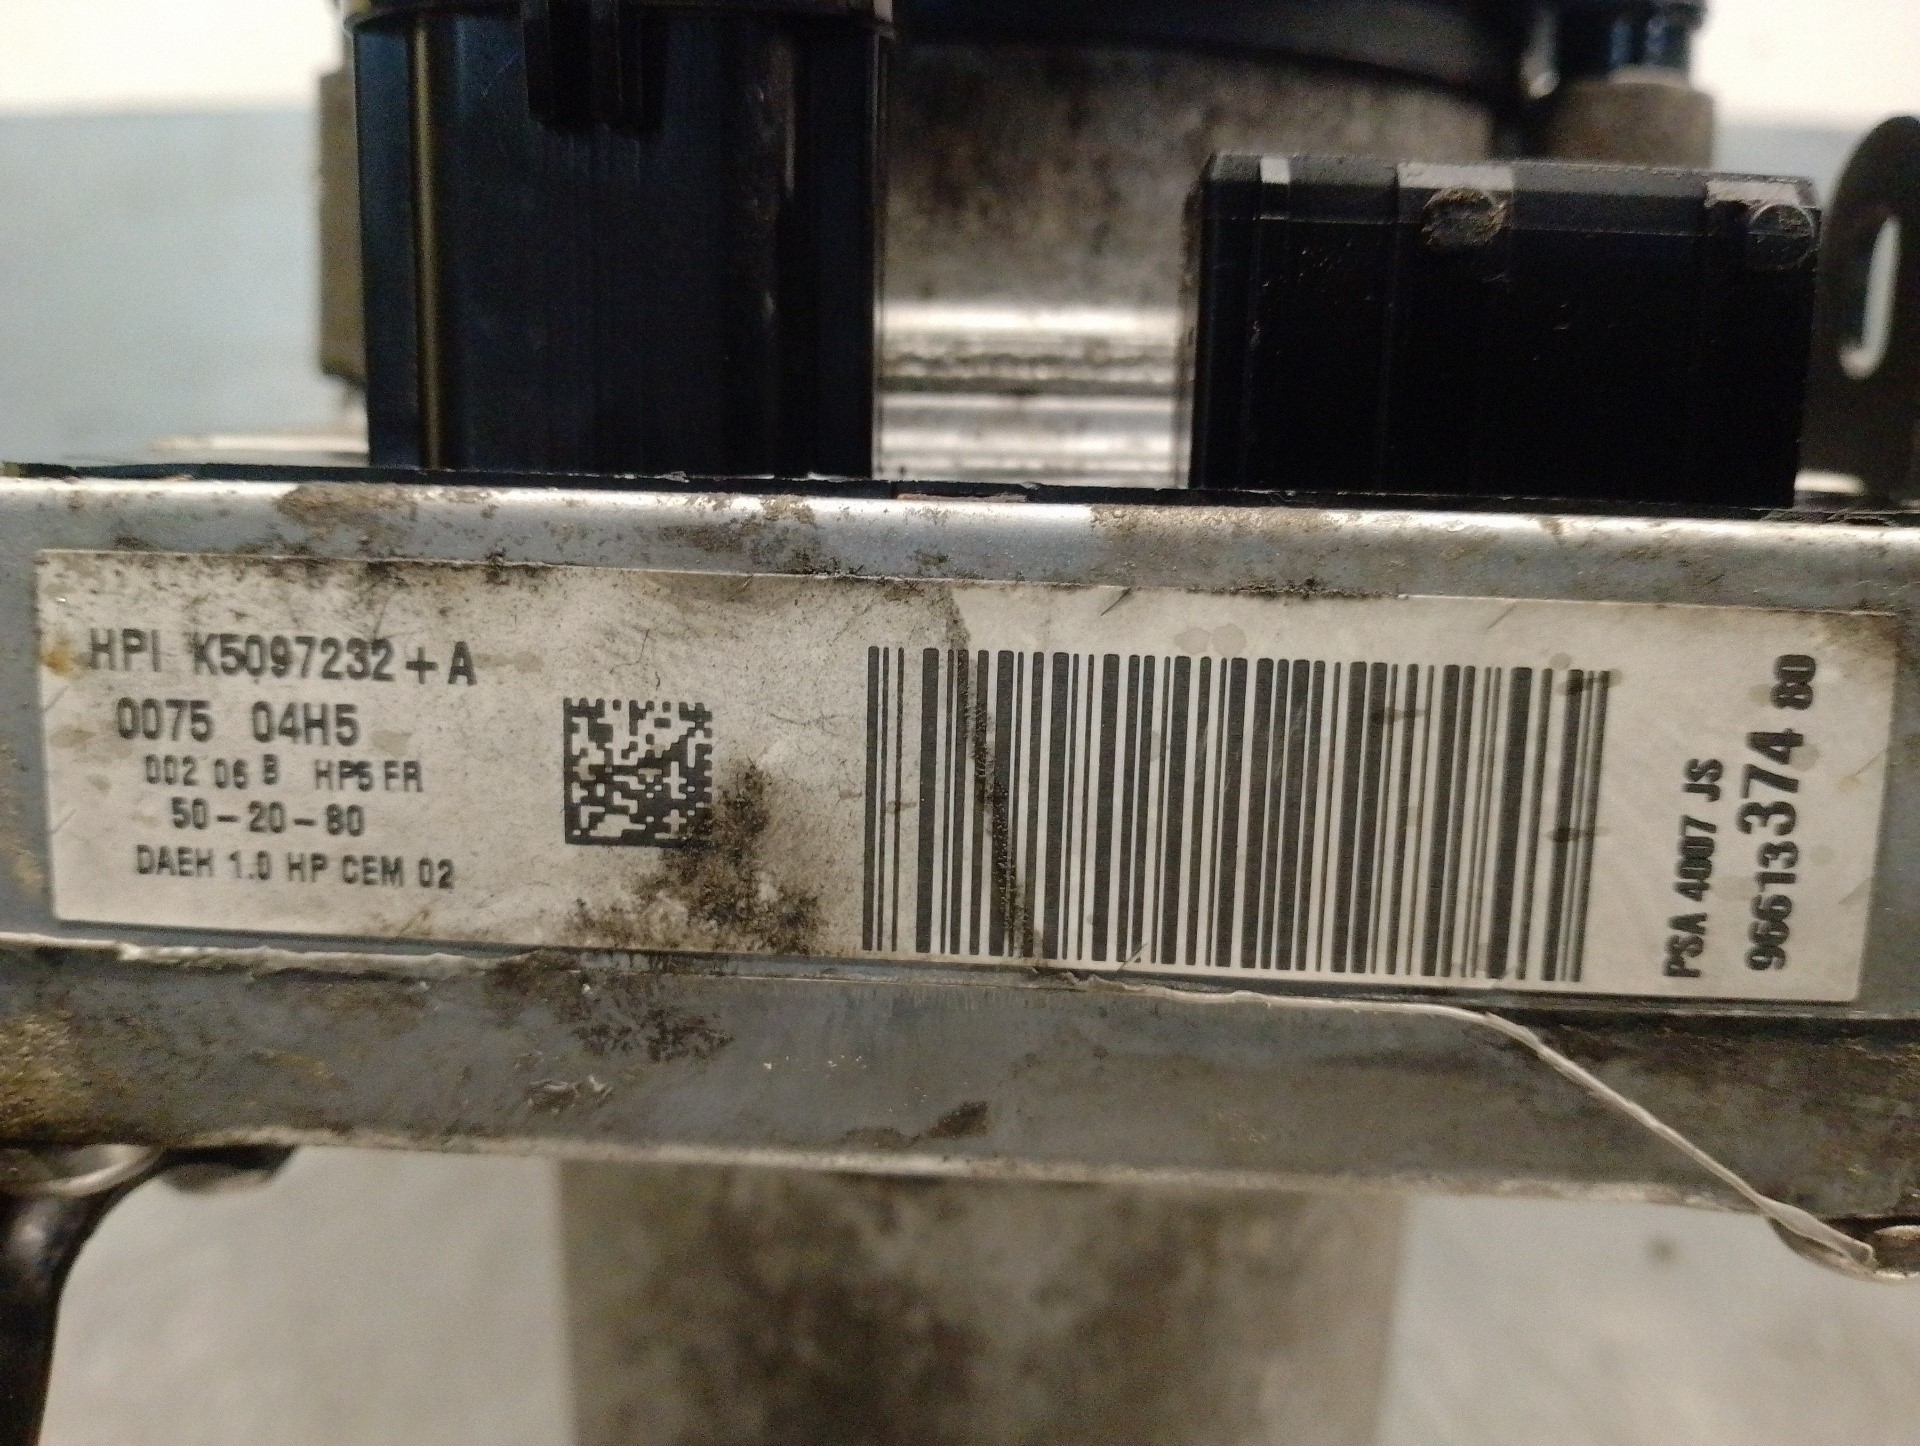 HPI K5097232+A
0075 04H5
002 06 B HP5 FR
50-20-80
DAEH 1.0 HP CEM 02
PSA 4007 JS
96613374 80